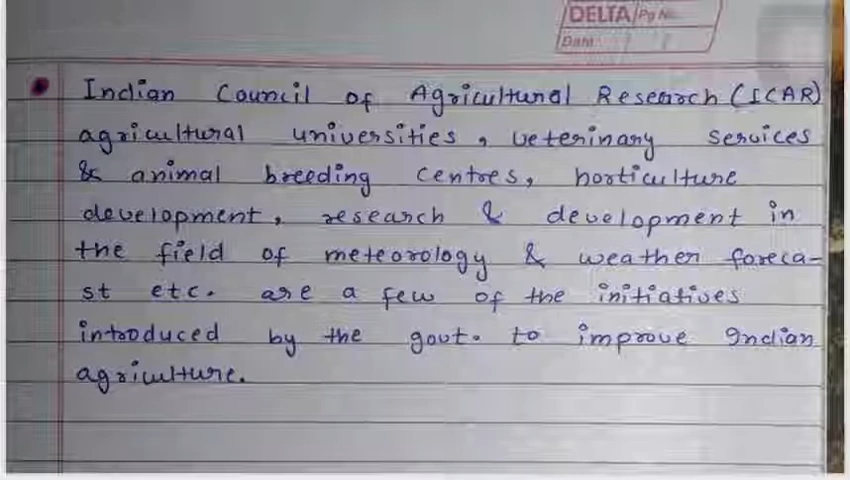 DELTA Pg No.
Date
Indian Council of Agricultural Research (ICAR)
agricultural universities, veterinary services
& animal breeding centres, horticulture
development, research & development in
the field of meteorology & weather foreca-
st etc. are a few of the initiatives
introduced by the govt. to improve Indian
agriculture.